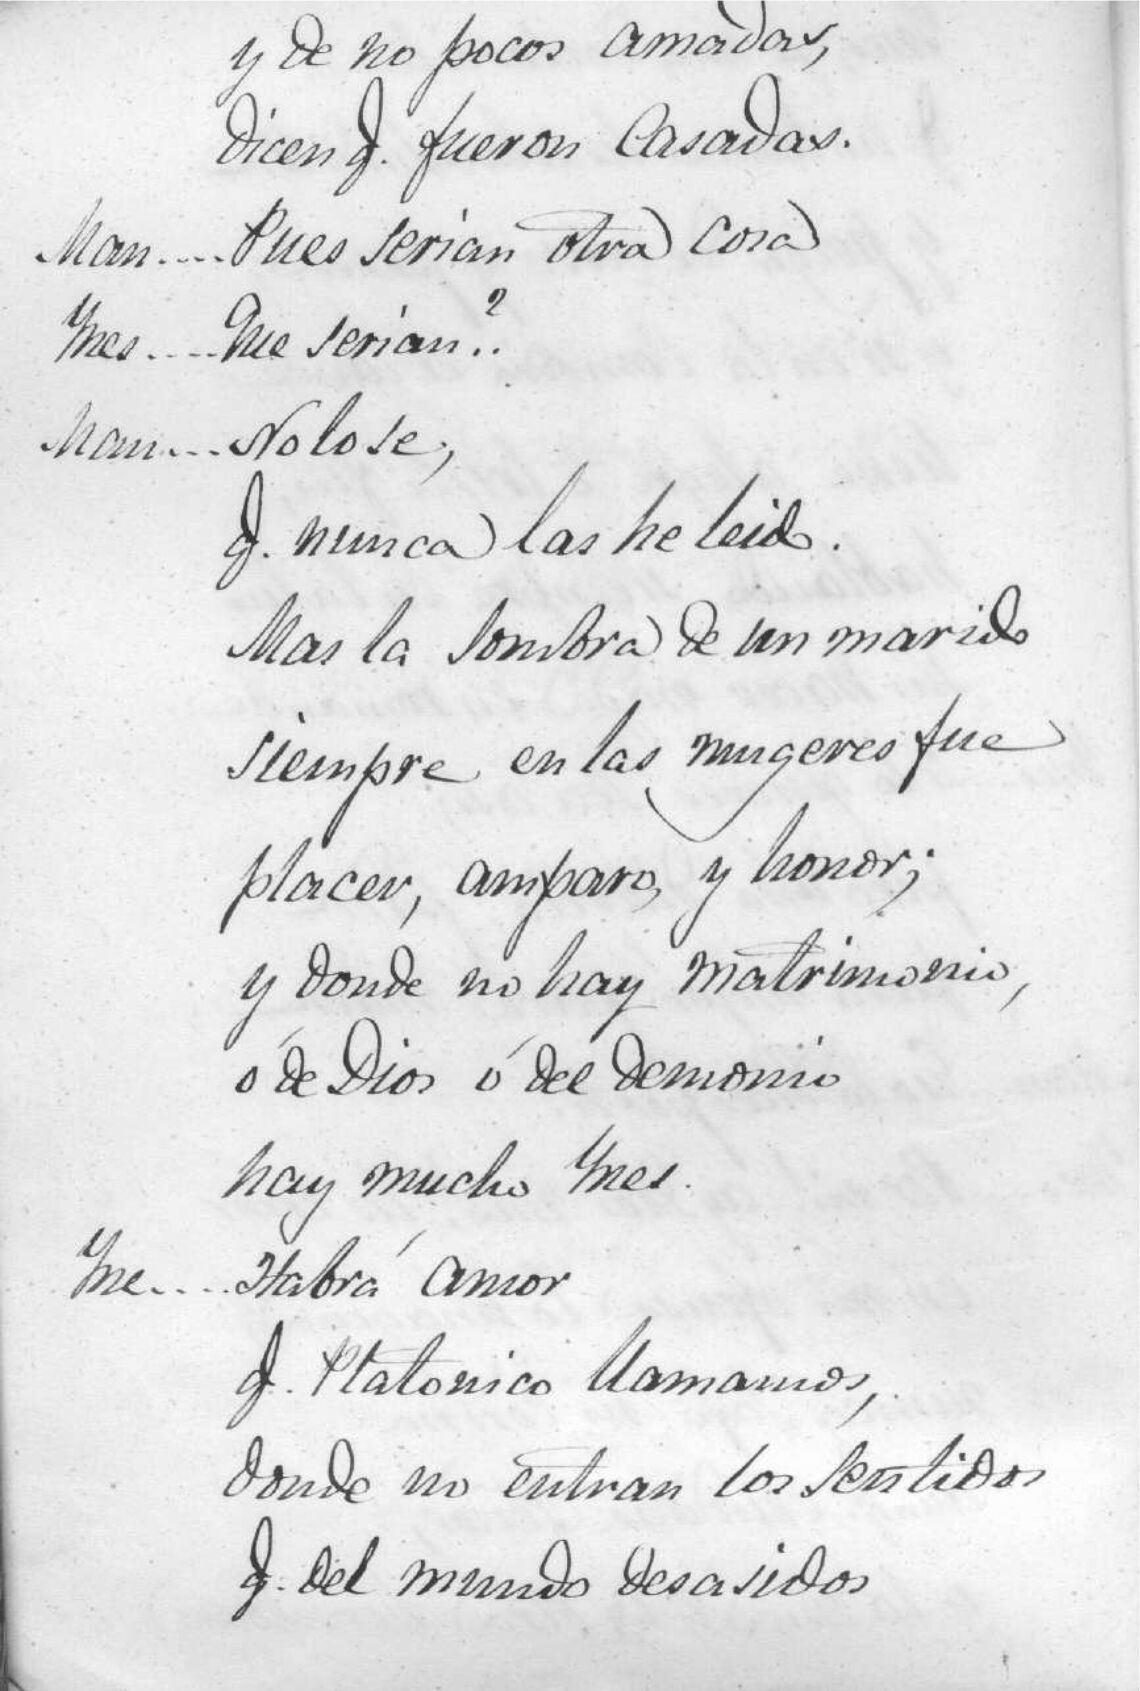 y de no pocos amadas,
dicen q. fueron Casadas.
Man.... Pues serian otra cosa
Ynes.... Que serian..?
Man.... No lo se,
q. nunca las he leido.
Mas la sombra de un marido
siempre en las mugeres fue
placer, amparo, y honor;
y donde no hay matrimonio,
ó de Dios ó del demonio
hay mucho Ynes.
Yne.... Habrá amor
q. Platonico llamamos,
donde no entran los sentidos
q. del mundo desasidos